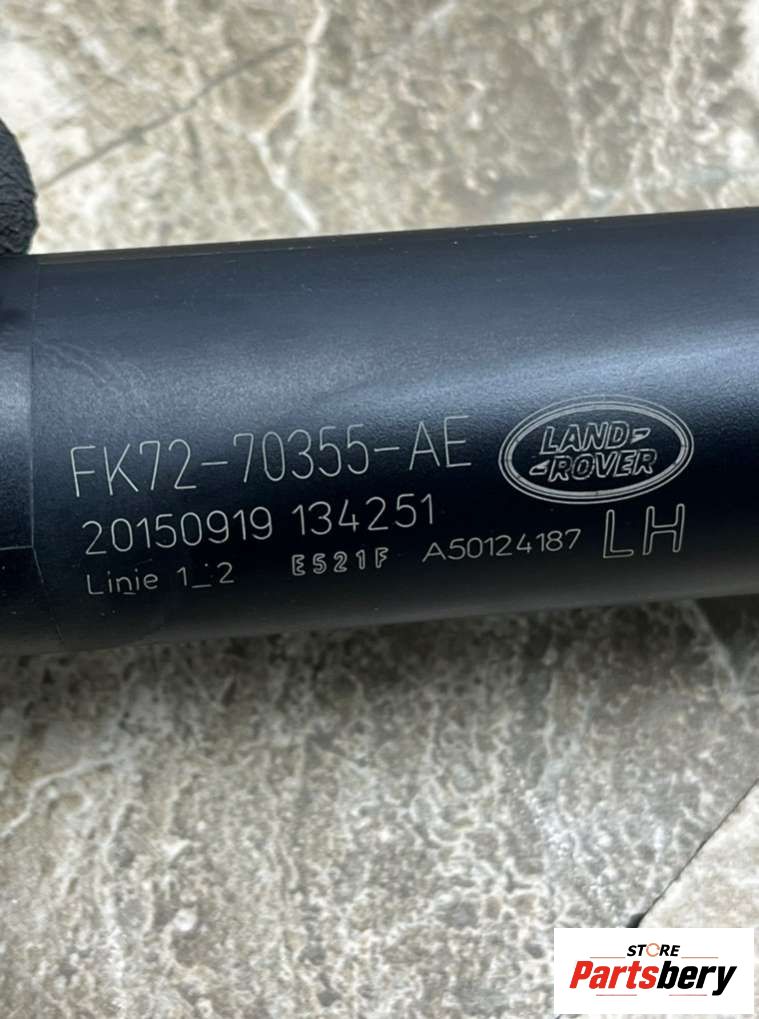 FK72-70355-AE
LAND-
-ROVER
20150919 134251
Linie 1_2 E521F A50124187 LH
STORE
Partsbery